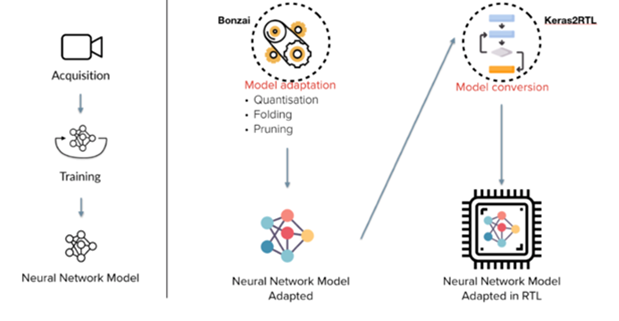 Acquisition
Training
Neural Network Model
Bonzai
Model adaptation
• Quantisation
• Folding
• Pruning
Neural Network Model
Adapted
Keras2RTL
Model conversion
Neural Network Model
Adapted in RTL